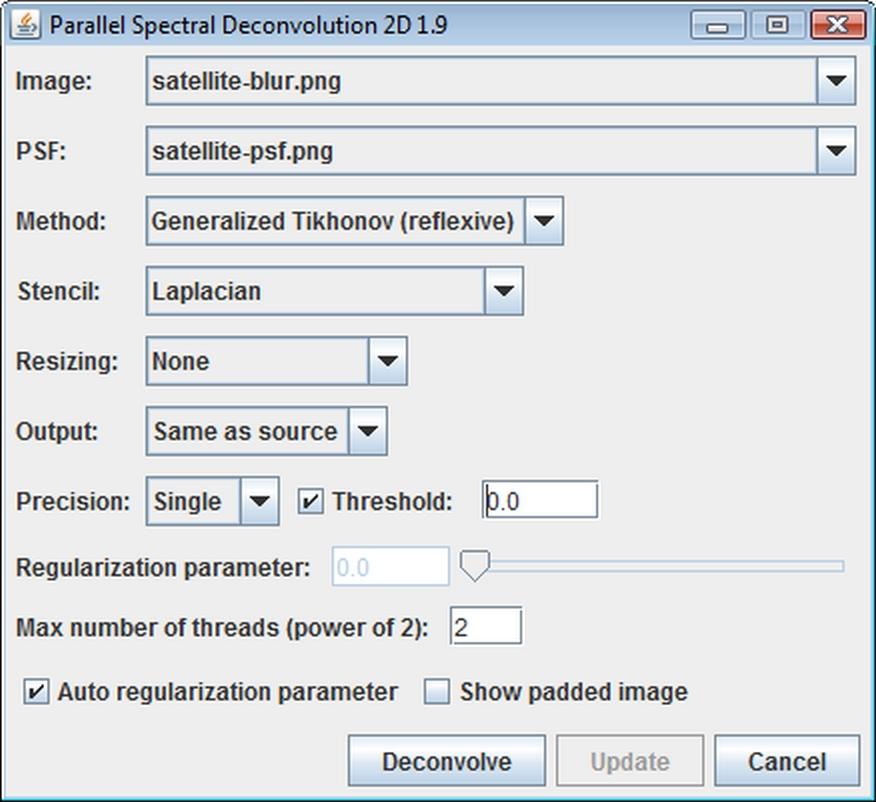 Parallel Spectral Deconvolution 2D 1.9
Image: satellite-blur.png
PSF: satellite-psf.png
Method: Generalized Tikhonov (reflexive)
Stencil: Laplacian
Resizing: None
Output: Same as source
Precision: Single Threshold: 0.0
Regularization parameter: 0.0
Max number of threads (power of 2): 2
Auto regularization parameter Show padded image
Deconvolve Update Cancel